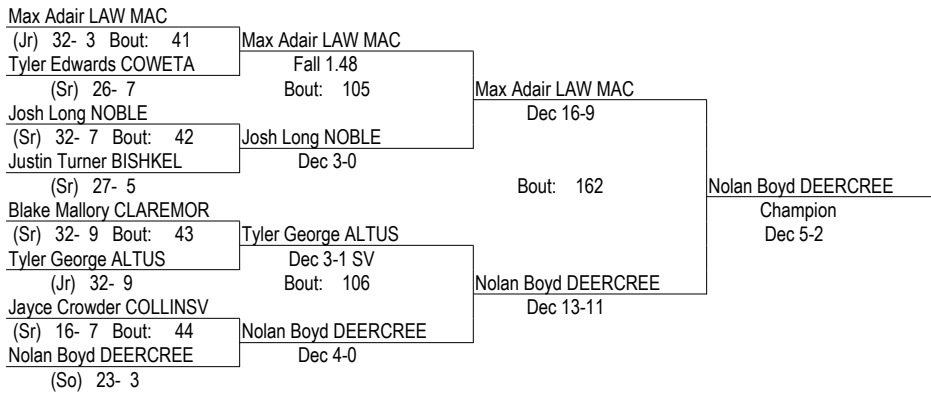 Max Adair LAW MAC
(Jr) 32- 3 Bout: 41 Max Adair LAW MAC
Tyler Edwards COWETA Fall 1.48
(Sr) 26- 7 Bout: 105 Max Adair LAW MAC
Josh Long NOBLE Dec 16-9
(Sr) 32- 7 Bout: 42 Josh Long NOBLE
Justin Turner BISHKEL Dec 3-0
(Sr) 27- 5 Bout: 162 Nolan Boyd DEERCREE
Blake Mallory CLAREMOR Champion
(Sr) 32- 9 Bout: 43 Tyler George ALTUS Dec 5-2
Tyler George ALTUS Dec 3-1 SV
(Jr) 32- 9 Bout: 106 Nolan Boyd DEERCREE
Jayce Crowder COLLINSV Dec 13-11
(Sr) 16- 7 Bout: 44 Nolan Boyd DEERCREE
Nolan Boyd DEERCREE Dec 4-0
(So) 23- 3